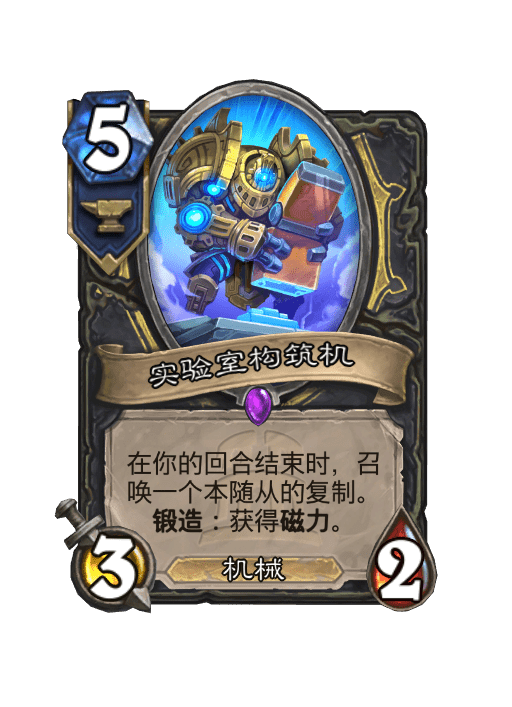 5
实验室构筑机
在你的回合结束时，召
唤一个本随从的复制。
锻造：获得磁力。
3
机械
2